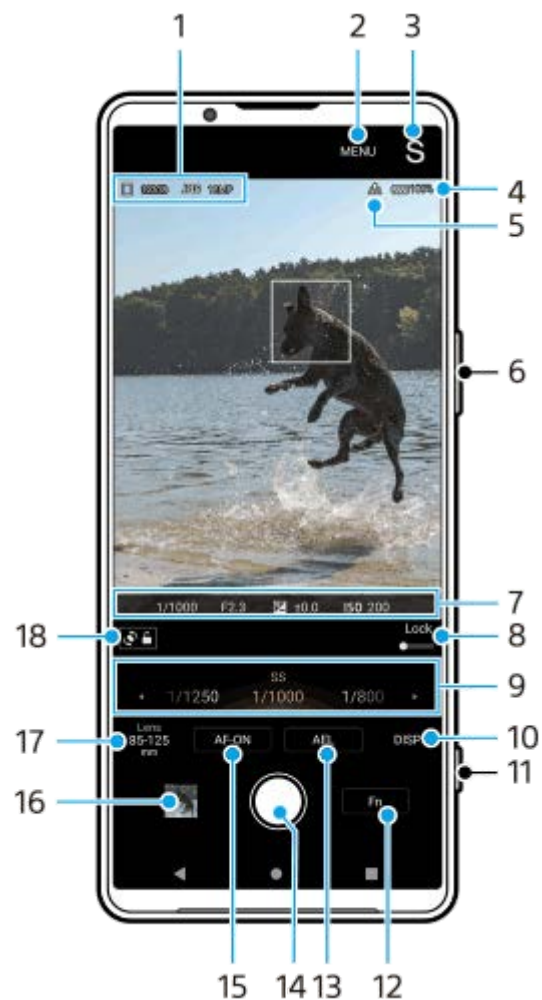 1 2 3
MENU S
12MP 100%
4
5
6
1/1000 F2.3 ±0.0 ISO 200
7
18 Lock 8
SS
1/1250 1/1000 1/800
9
Lens
85-125
mm
17 AF-ON AEL DISP 10
11
16 Fn
15 14 13 12